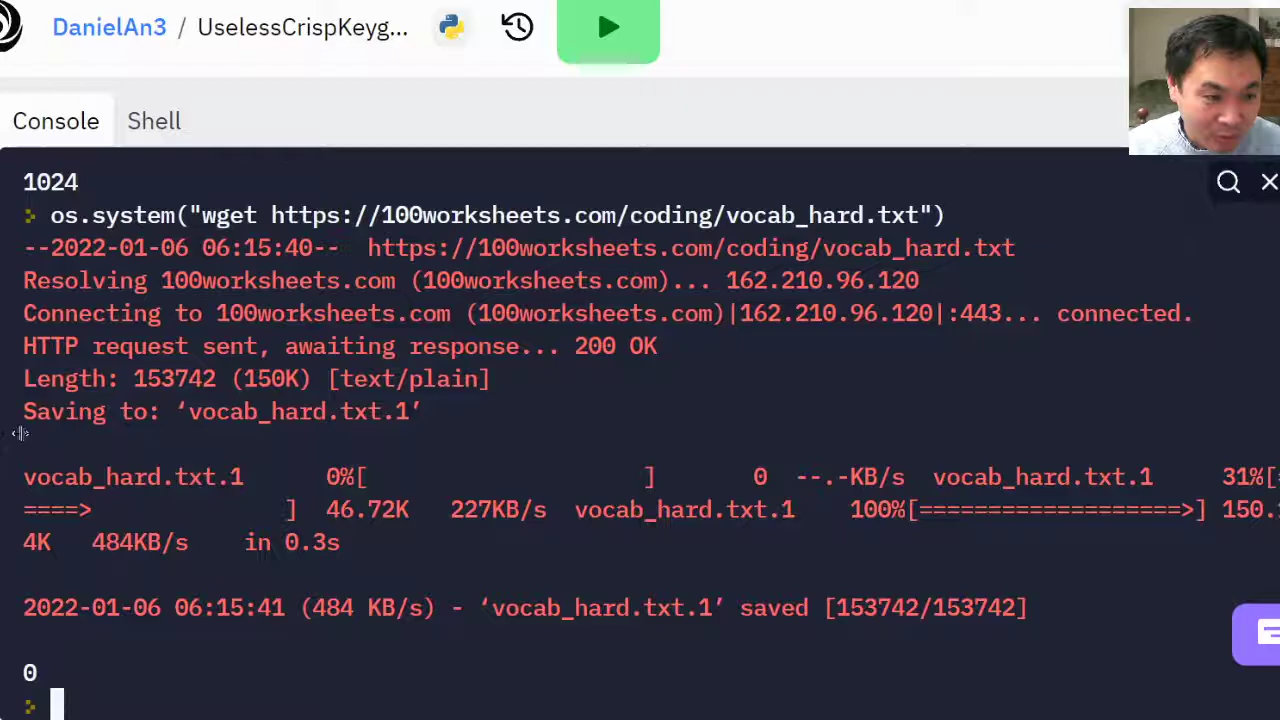 DanielAn3 / UselessCrispKeyg...
Console Shell
1024
os.system("wget https://100worksheets.com/coding/vocab_hard.txt")
--2022-01-06 06:15:40-- https://100worksheets.com/coding/vocab_hard.txt
Resolving 100worksheets.com (100worksheets.com)... 162.210.96.120
Connecting to 100worksheets.com (100worksheets.com)|162.210.96.120|:443... connected.
HTTP request sent, awaiting response... 200 OK
Length: 153742 (150K) [text/plain]
Saving to: ‘vocab_hard.txt.1’
vocab_hard.txt.1 0%[ ] 0 --.-KB/s vocab_hard.txt.1 31%[=
====> ] 46.72K 227KB/s vocab_hard.txt.1 100%[===================>] 150.
4K 484KB/s in 0.3s
2022-01-06 06:15:41 (484 KB/s) - ‘vocab_hard.txt.1’ saved [153742/153742]
0